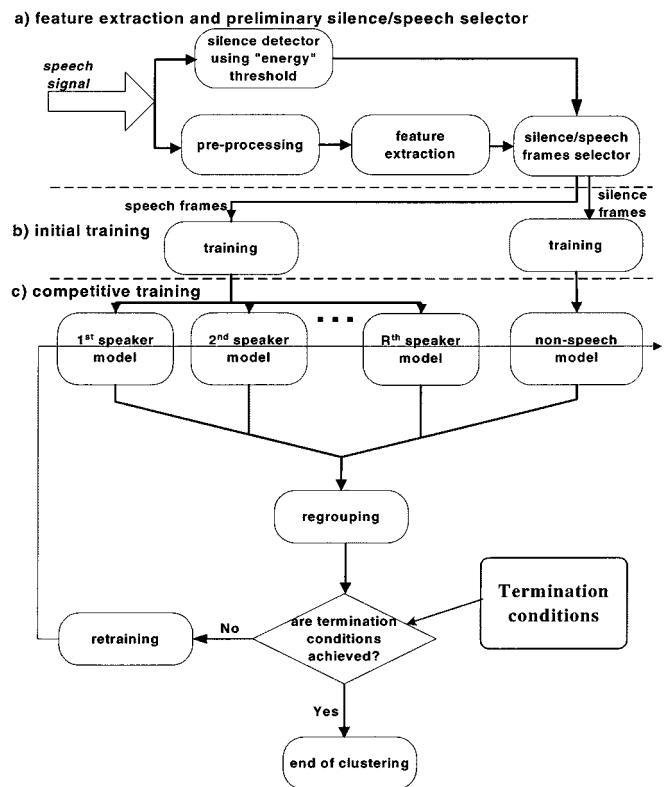 a) feature extraction and preliminary silence/speech selector
speech
signal
silence detector
using "energy"
threshold
pre-processing
feature
extraction
silence/speech
frames selector
speech frames
silence
frames
b) initial training
training
training
c) competitive training
1st speaker
model
2nd speaker
model
...
Rth speaker
model
non-speech
model
regrouping
Termination
conditions
are termination
conditions
achieved?
No
retraining
Yes
end of clustering